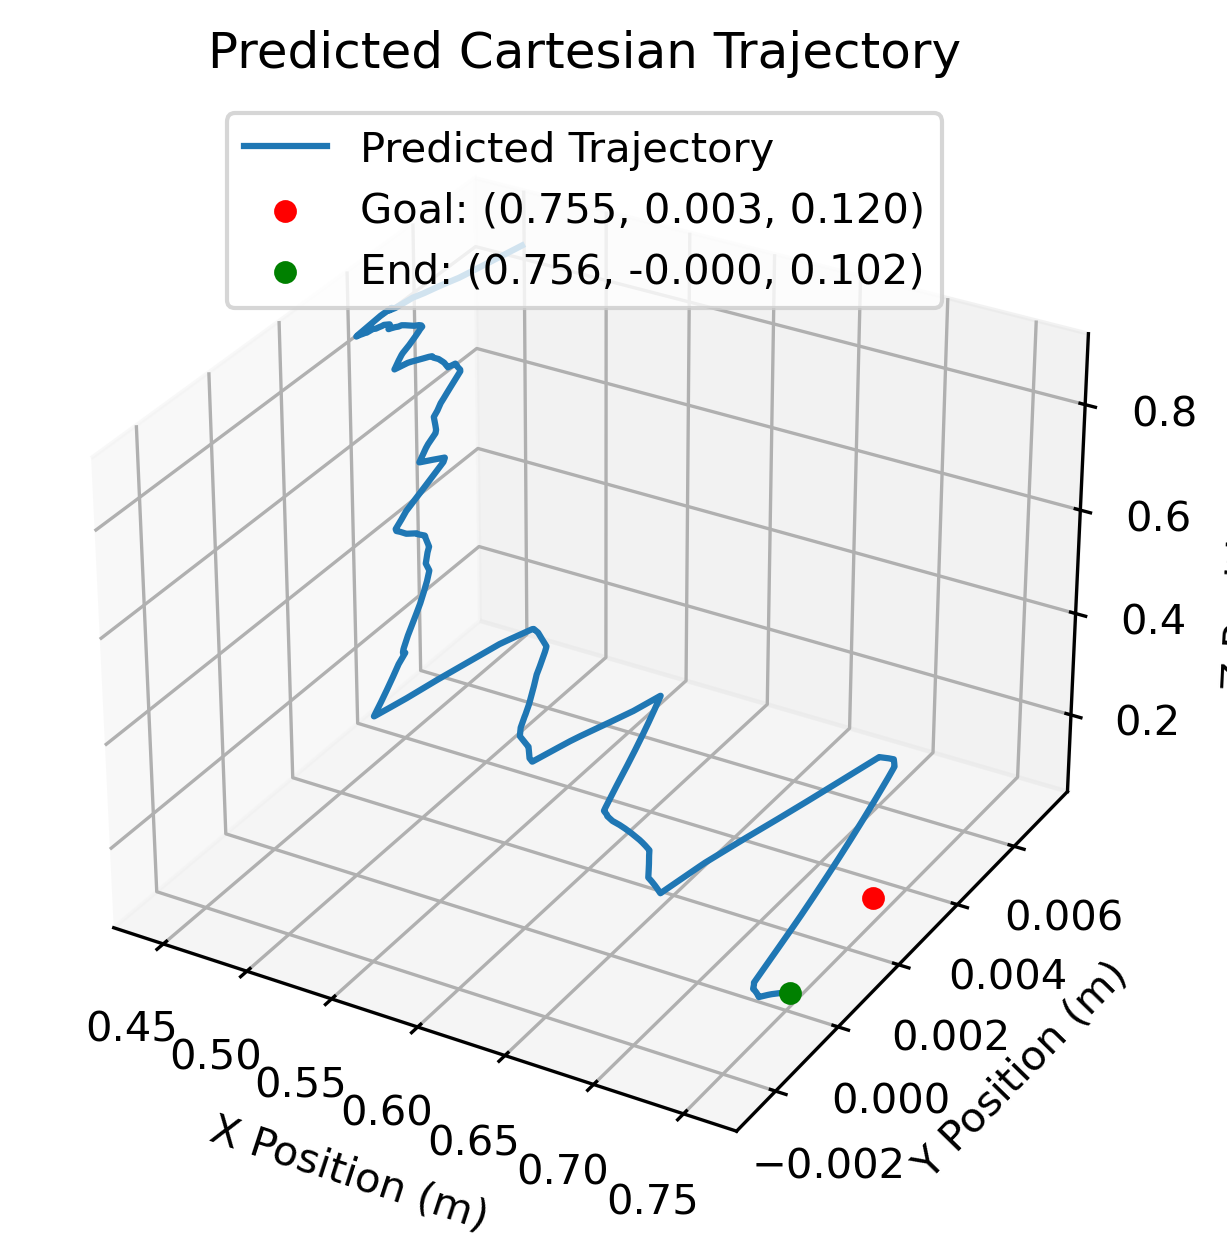 Predicted Cartesian Trajectory
Predicted Trajectory
Goal: (0.755, 0.003, 0.120)
End: (0.756, -0.000, 0.102)
0.8
0.6
0.4
0.2
0.006
0.004
0.002
0.000
−0.002
Y Position (m)
0.45
0.50
0.55
0.60
0.65
0.70
0.75
X Position (m)